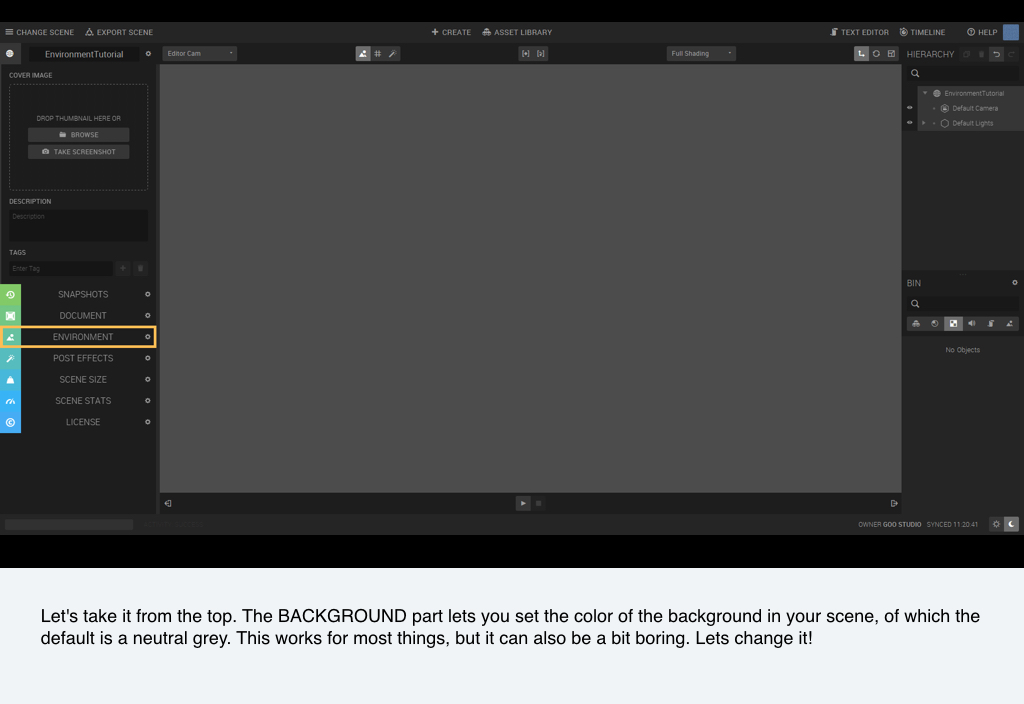 CHANGE SCENE EXPORT SCENE CREATE ASSET LIBRARY TEXT EDITOR TIMELINE HELP
EnvironmentTutorial Editor Cam Full Shading HIERARCHY
COVER IMAGE
DROP THUMBNAIL HERE OR
BROWSE
TAKE SCREENSHOT
DESCRIPTION
Description
TAGS
Enter Tag
SNAPSHOTS
DOCUMENT
ENVIRONMENT
POST EFFECTS
SCENE SIZE
SCENE STATS
LICENSE
EnvironmentTutorial
Default Camera
Default Lights
BIN
No Objects
OWNER GOO STUDIO SYNCED 11:20:41
Let's take it from the top. The BACKGROUND part lets you set the color of the background in your scene, of which the
default is a neutral grey. This works for most things, but it can also be a bit boring. Lets change it!